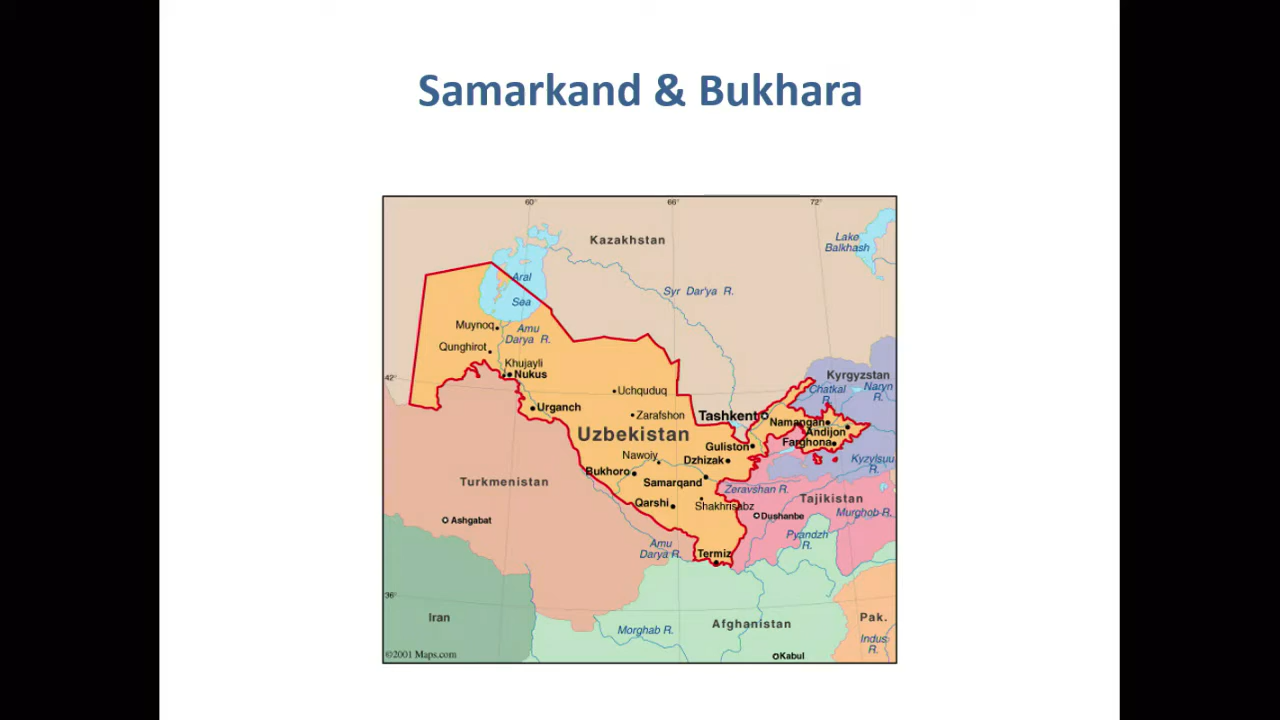 Samarkand & Bukhara
60°
66°
72°
Kazakhstan
Lake
Balkhash
Aral
Sea
Syr Dar'ya R.
Muynoq
Amu
Darya R.
Qunghirot
Khujayli
Nukus
42°
Kyrgyzstan
Chatkal
R.
Naryn
R.
Uchquduq
Urganch
Zarafshon
Tashkent
Namangan
Andijon
Farghona
Uzbekistan
Guliston
Nawoiy
Dzhizak
Kyzylsuu
R.
Bukhoro
Samarqand
Turkmenistan
Zeravshan R.
Tajikistan
Qarshi
Shakhrisabz
Murghob R.
Ashgabat
Dushanbe
Pyandzh
R.
Amu
Darya R.
Termiz
36°
Iran
Morghab R.
Afghanistan
Pak.
Indus
R.
©2001 Maps.com
Kabul